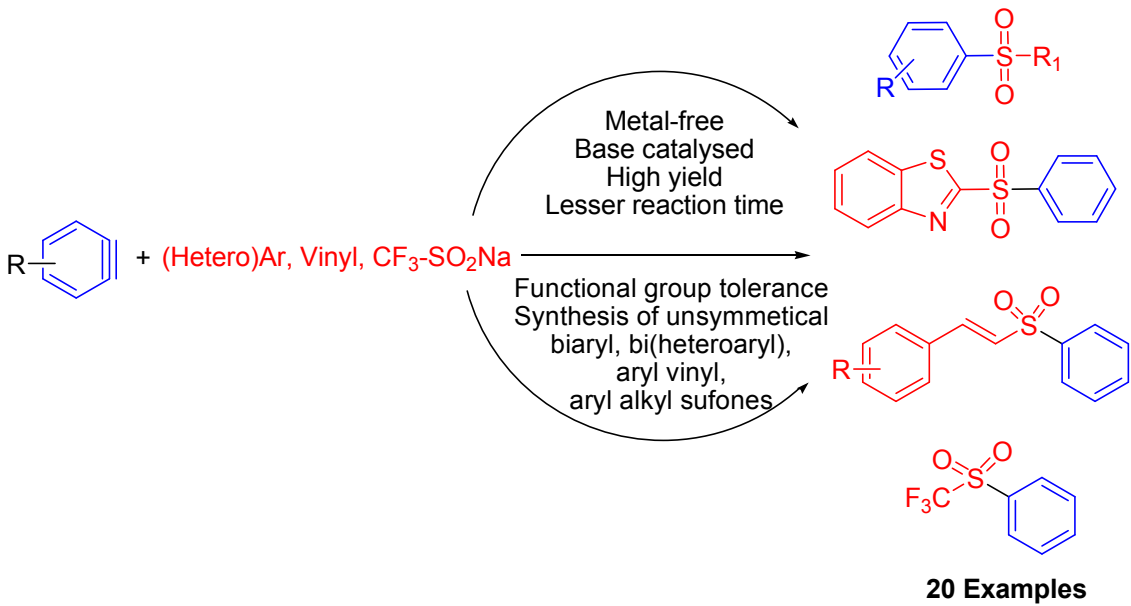 R
+
(Hetero)Ar, Vinyl, CF3-SO2Na
Metal-free
Base catalysed
High yield
Lesser reaction time
Functional group tolerance
Synthesis of unsymmetical
biaryl, bi(heteroaryl),
aryl vinyl,
aryl alkyl sufones
O
S
R1
O
R
S
N
O
S
O
R
O
O
S
O
O
S
F3C
20 Examples